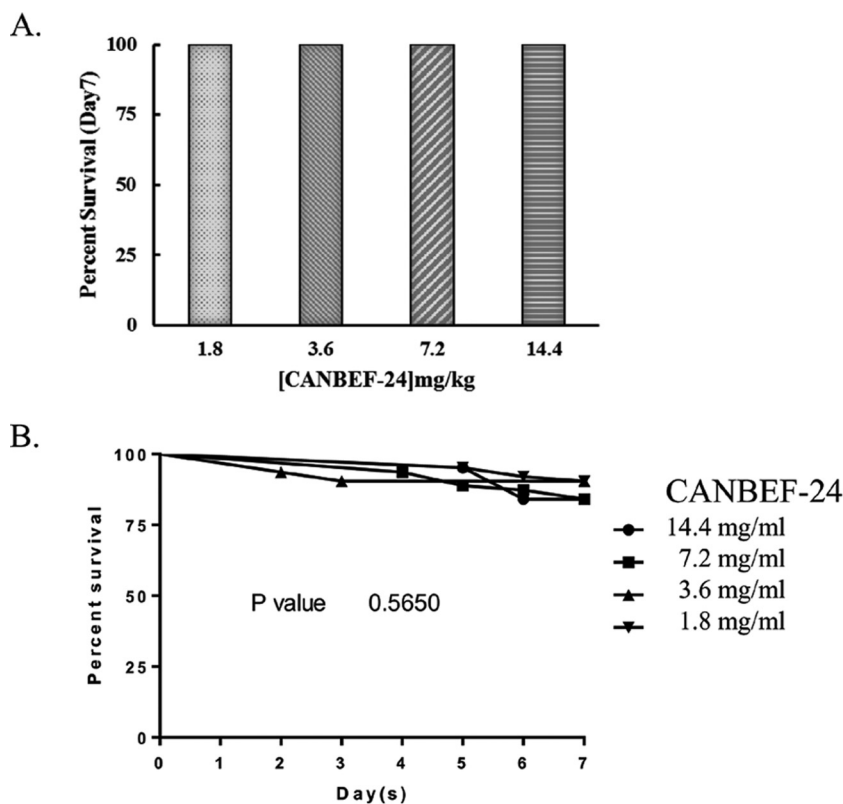 A.
100
75
50
25
0
Percent Survival (Day7)
1.8 3.6 7.2 14.4
[CANBEF-24]mg/kg
B.
100
75
50
25
0
Percent survival
P value 0.5650
0 1 2 3 4 5 6 7
Day(s)
CANBEF-24
14.4 mg/ml
7.2 mg/ml
3.6 mg/ml
1.8 mg/ml